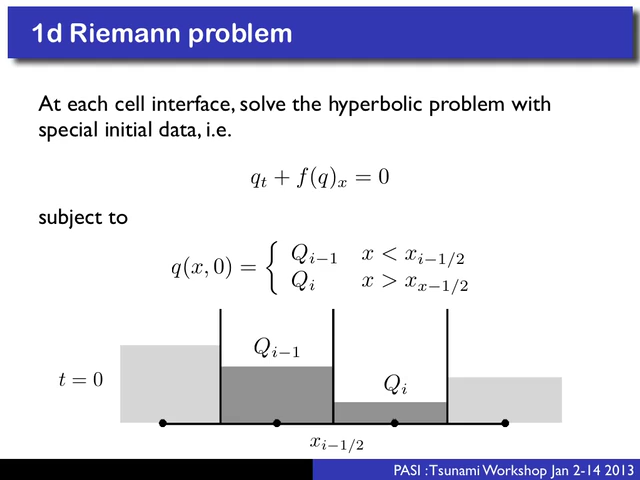 1d Riemann problem
At each cell interface, solve the hyperbolic problem with
special initial data, i.e.
q_t + f(q)_x = 0
subject to
q(x, 0) = { Q_{i−1} x < x_{i−1/2}
Q_i x > x_{x−1/2}
Q_{i−1}
t = 0
Q_i
x_{i−1/2}
PASI : Tsunami Workshop Jan 2-14 2013